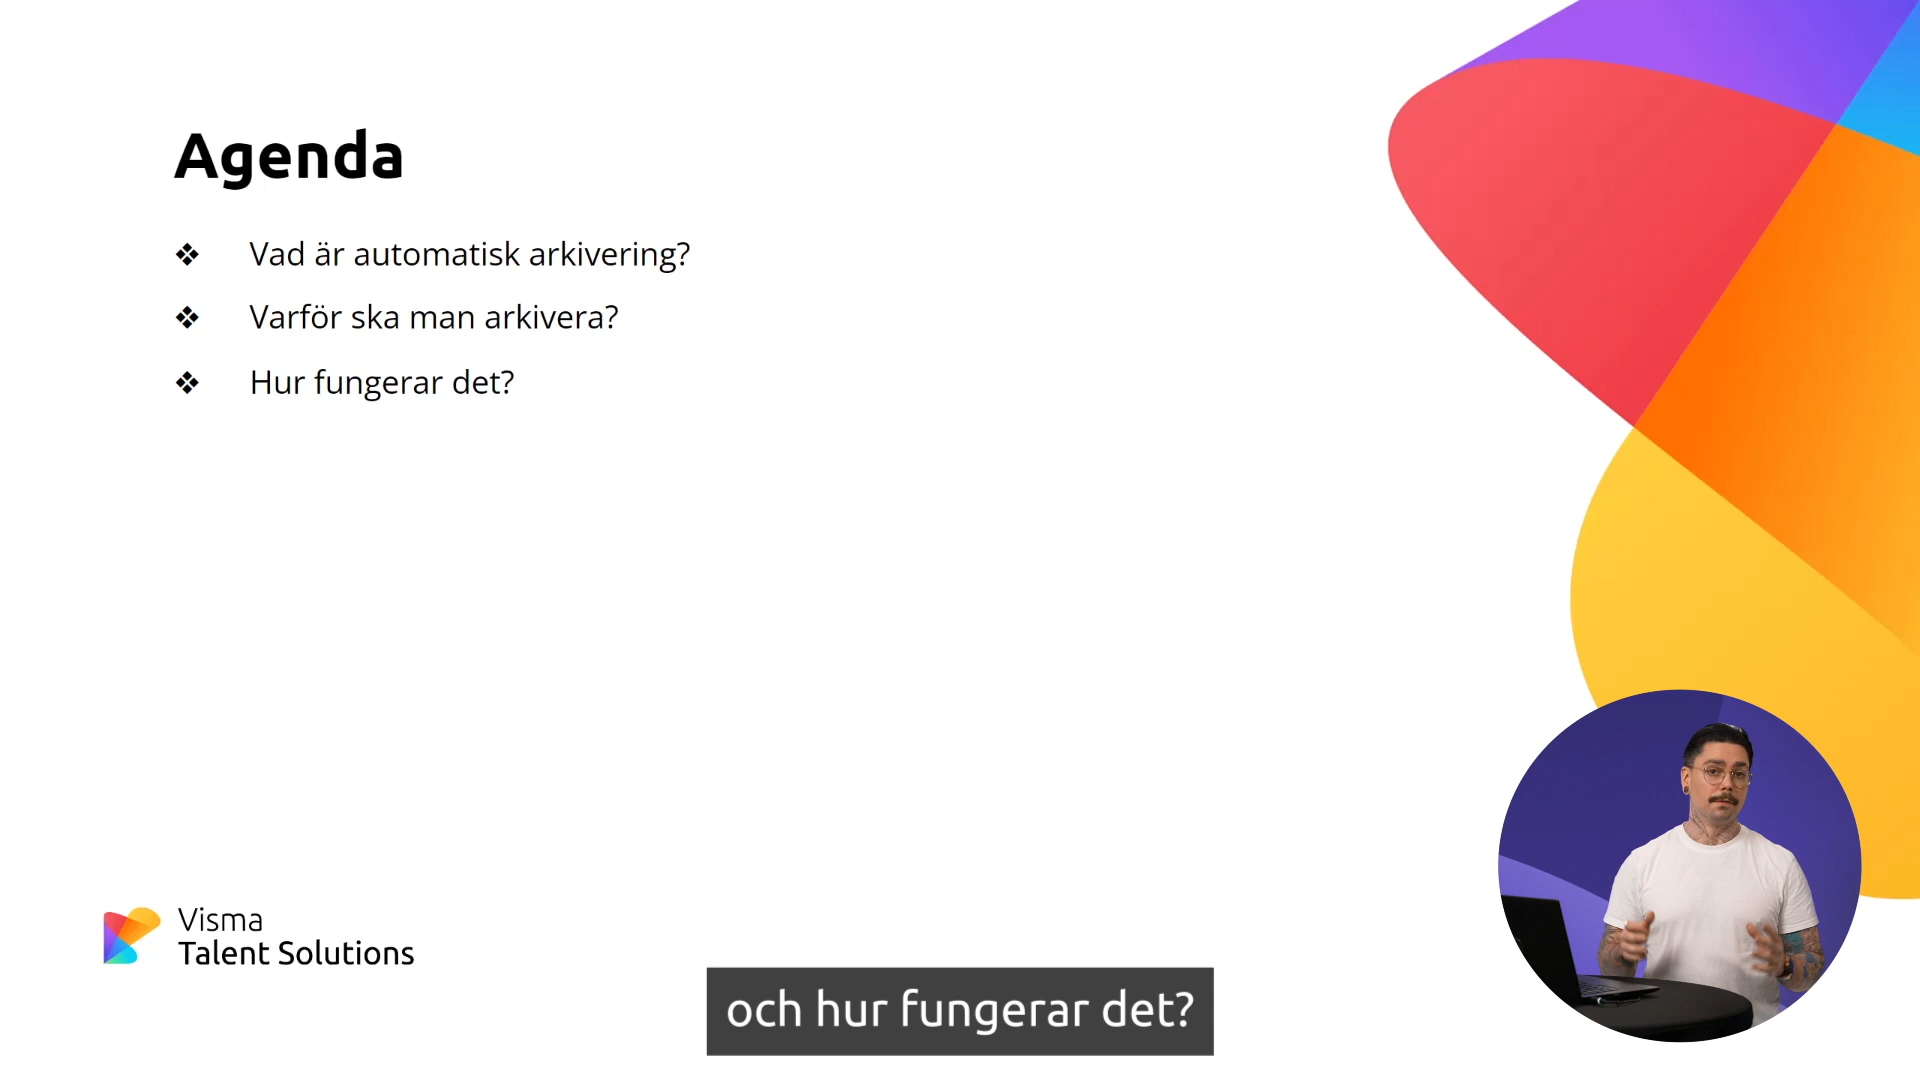 Agenda
❖ Vad är automatisk arkivering?
❖ Varför ska man arkivera?
❖ Hur fungerar det?
Visma
Talent Solutions
och hur fungerar det?